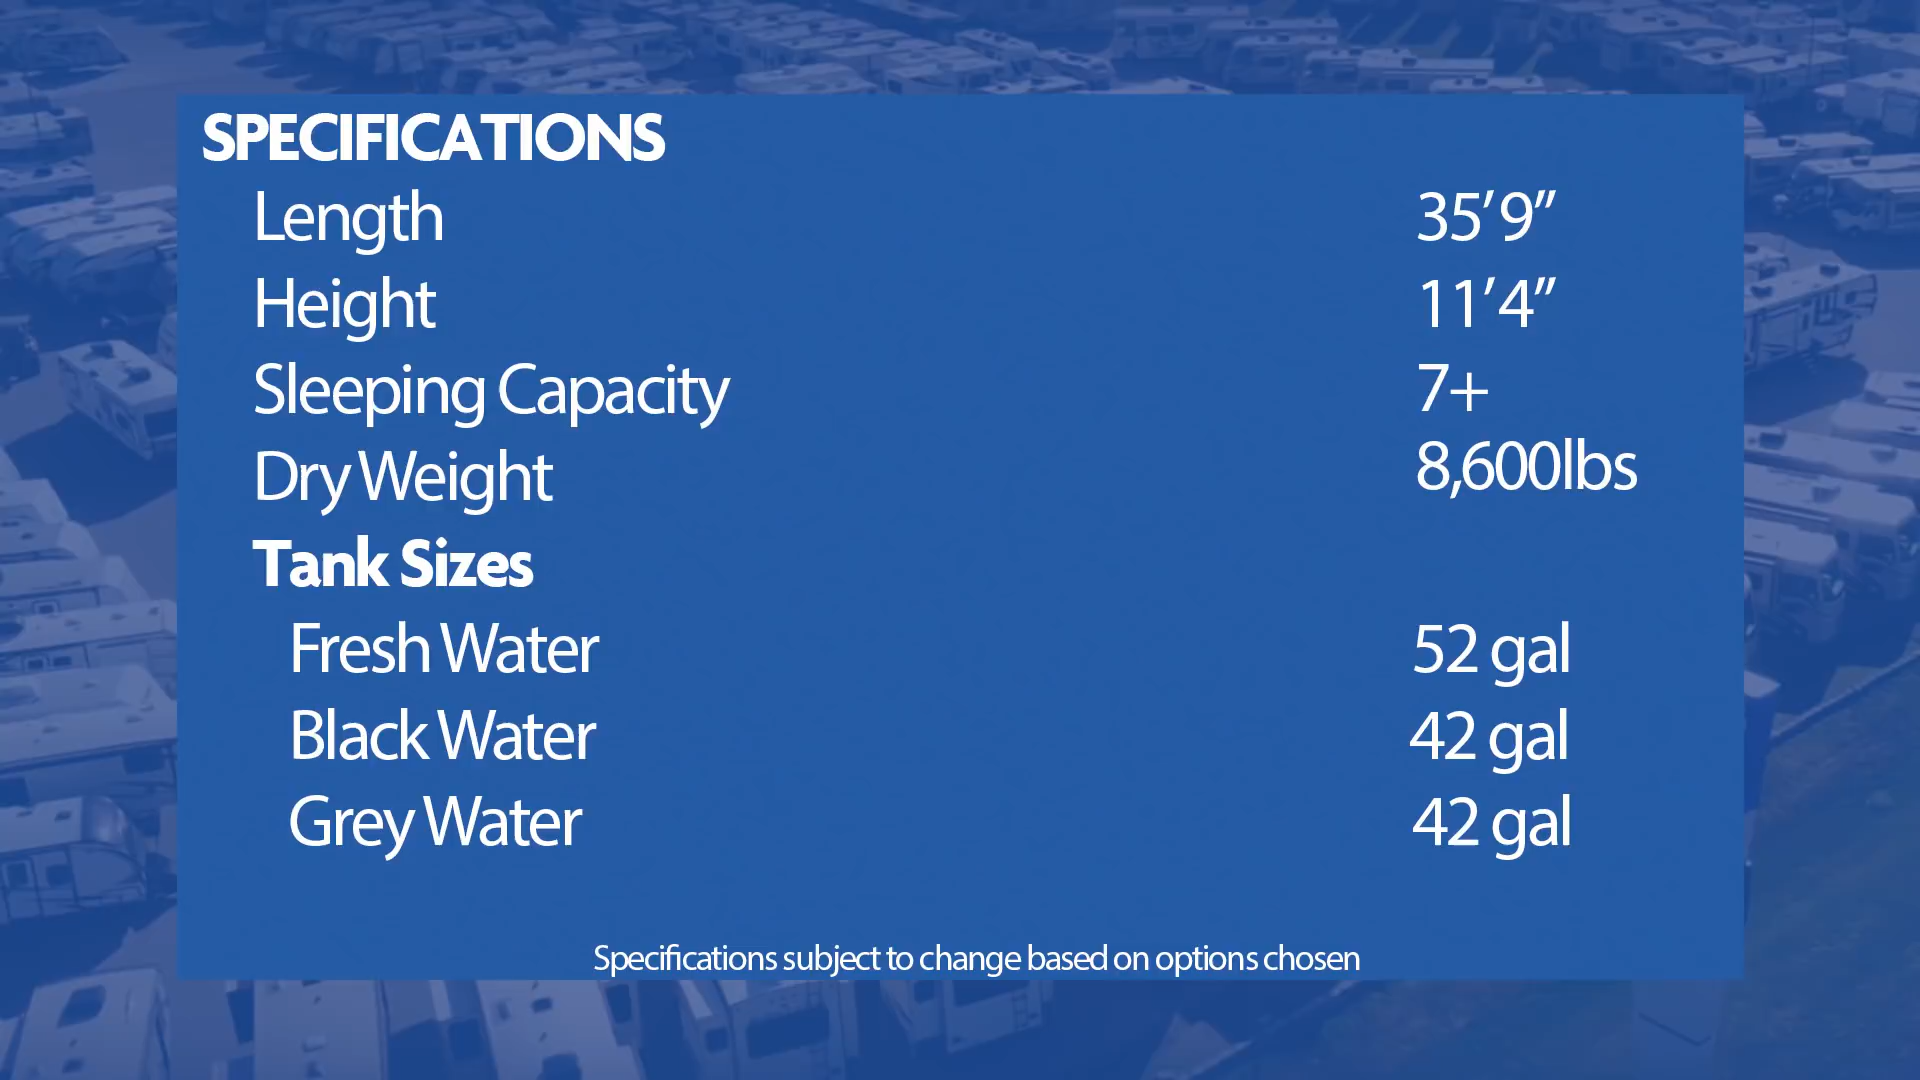 SPECIFICATIONS
Length 35’9”
Height 11’4”
Sleeping Capacity 7+
Dry Weight 8,600lbs
Tank Sizes
Fresh Water 52 gal
Black Water 42 gal
Grey Water 42 gal
Specifications subject to change based on options chosen